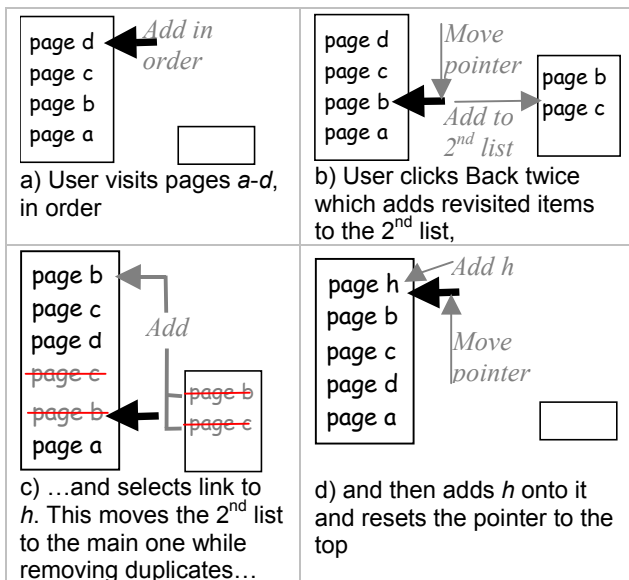 page d
page c
page b
page a
Add in
order
a) User visits pages a-d,
in order
page d
page c
page b
page a
Move
pointer
Add to
2nd list
page b
page c
b) User clicks Back twice
which adds revisited items
to the 2nd list,
page b
page c
page d
page c
page b
page a
Add
page b
page c
c) …and selects link to
h. This moves the 2nd list
to the main one while
removing duplicates…
page h
page b
page c
page d
page a
Add h
Move
pointer
d) and then adds h onto it
and resets the pointer to the
top